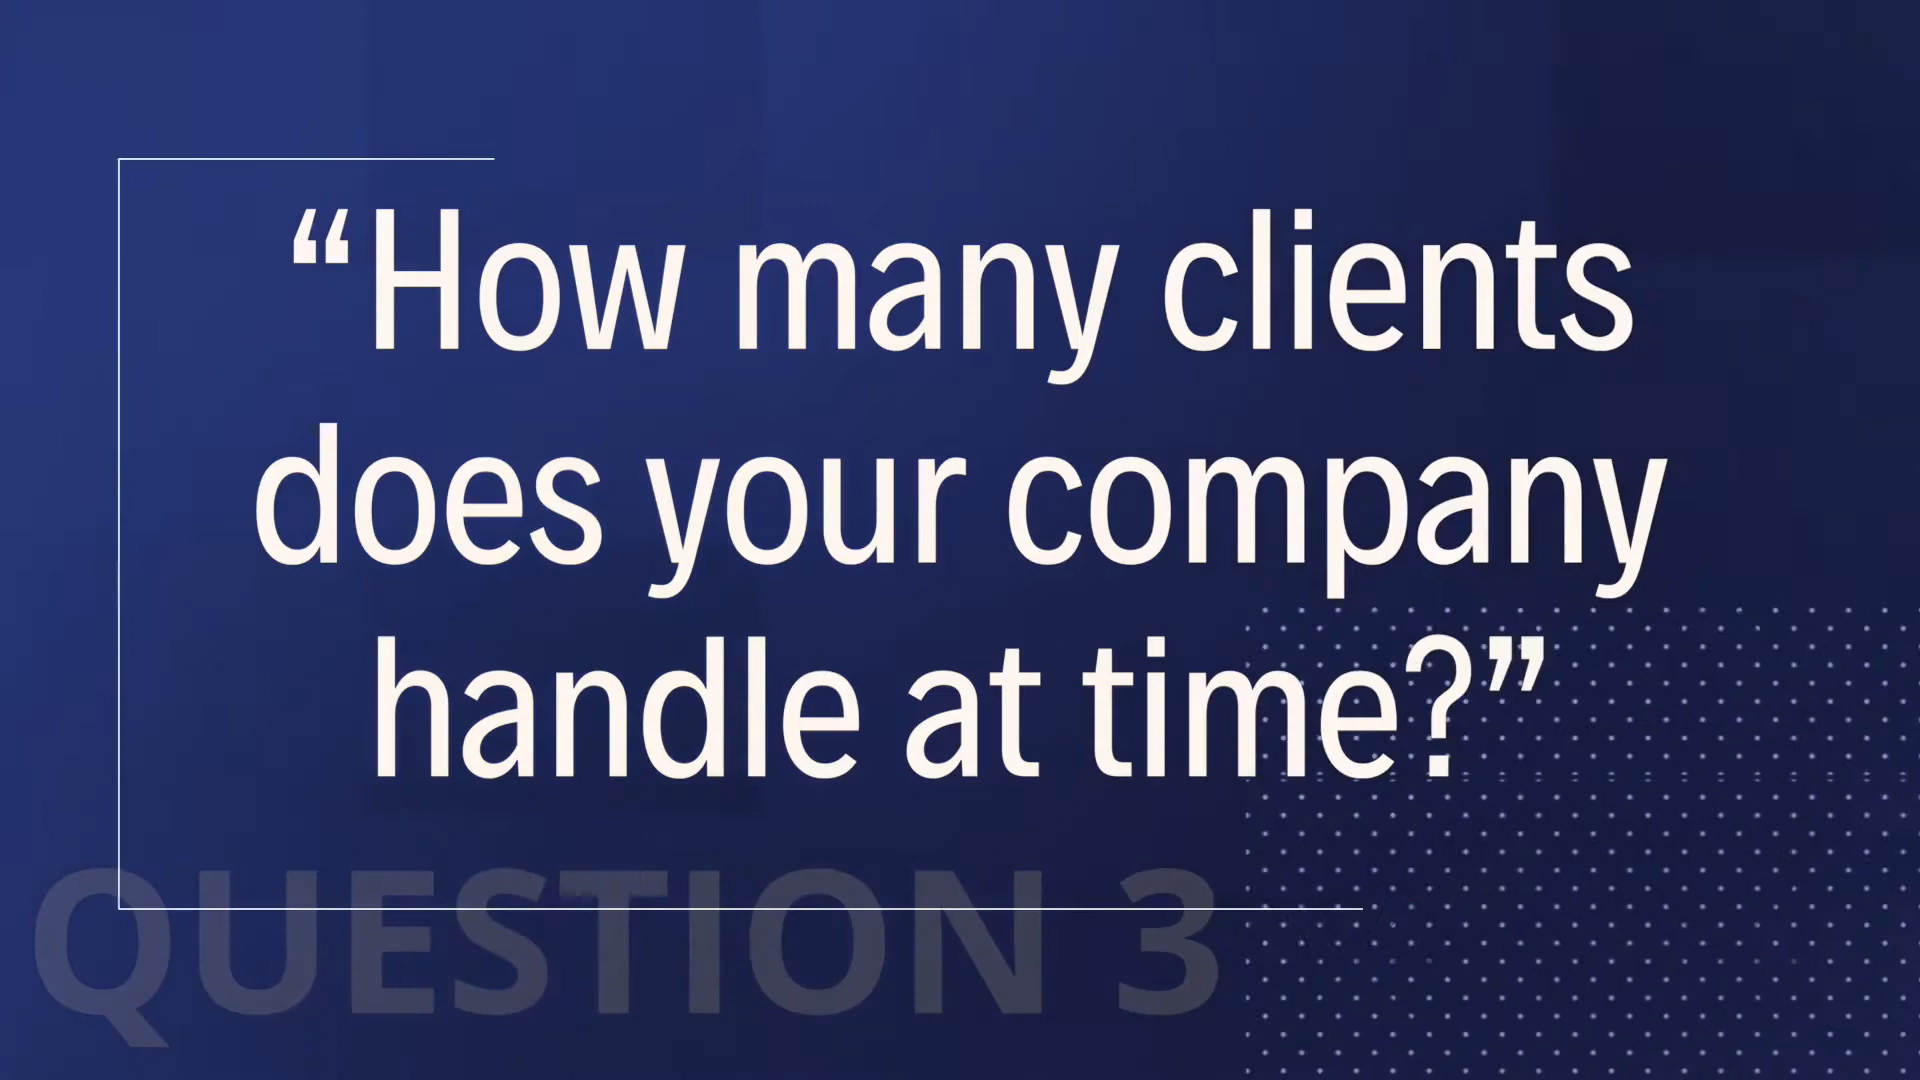 “How many clients
does your company
handle at time?”
QUESTION 3